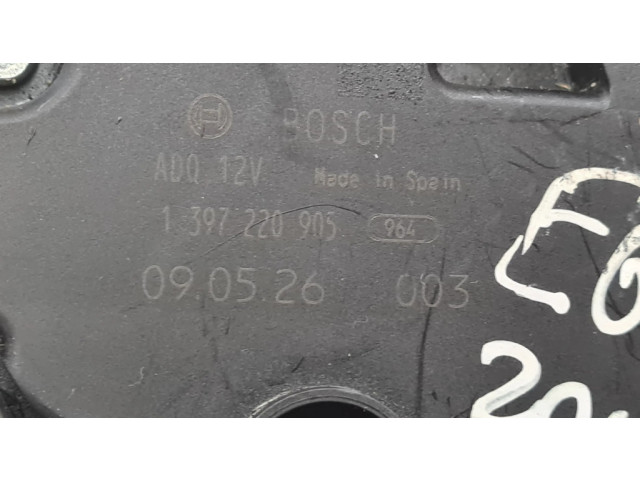 BOSCH
ADQ 12V Made in Spain
1 397 220 905 964
09.05.26 003